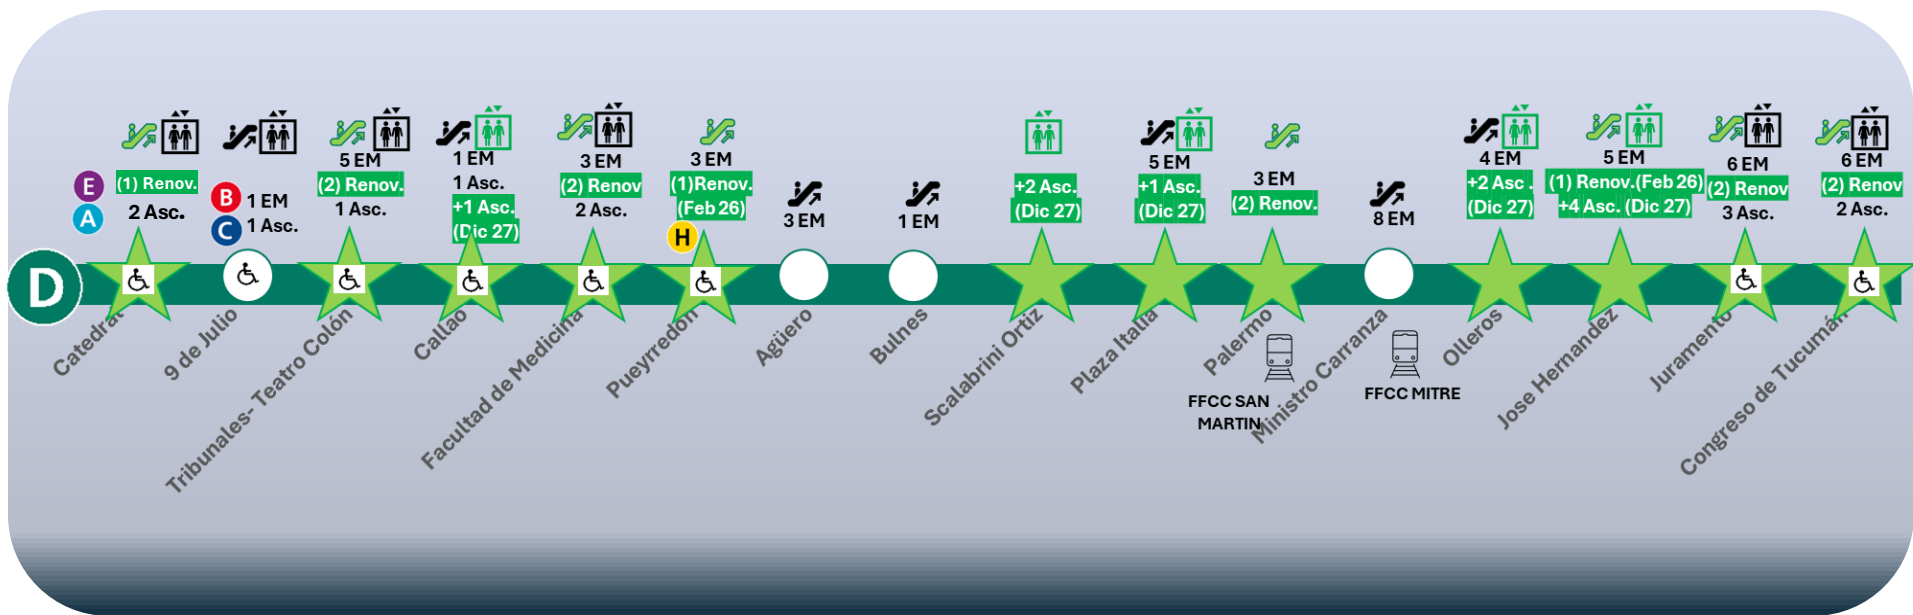 E
A
(1) Renov.
2 Asc.
B
C
1 EM
1 Asc.
5 EM
(2) Renov.
1 Asc.
1 EM
1 Asc.
+1 Asc.
(Dic 27)
3 EM
(2) Renov
2 Asc.
3 EM
(1)Renov.
(Feb 26)
H
3 EM
1 EM
+2 Asc.
(Dic 27)
5 EM
+1 Asc.
(Dic 27)
3 EM
(2) Renov.
8 EM
4 EM
+2 Asc .
(Dic 27)
5 EM
(1) Renov.(Feb 26)
+4 Asc. (Dic 27)
6 EM
(2) Renov
3 Asc.
6 EM
(2) Renov
2 Asc.
D
Catedral
9 de Julio
Tribunales- Teatro Colón
Callao
Facultad de Medicina
Pueyrredón
Agüero
Bulnes
Scalabrini Ortiz
Plaza Italia
Palermo
Ministro Carranza
Olleros
Jose Hernandez
Juramento
Congreso de Tucumán
FFCC SAN
MARTIN
FFCC MITRE